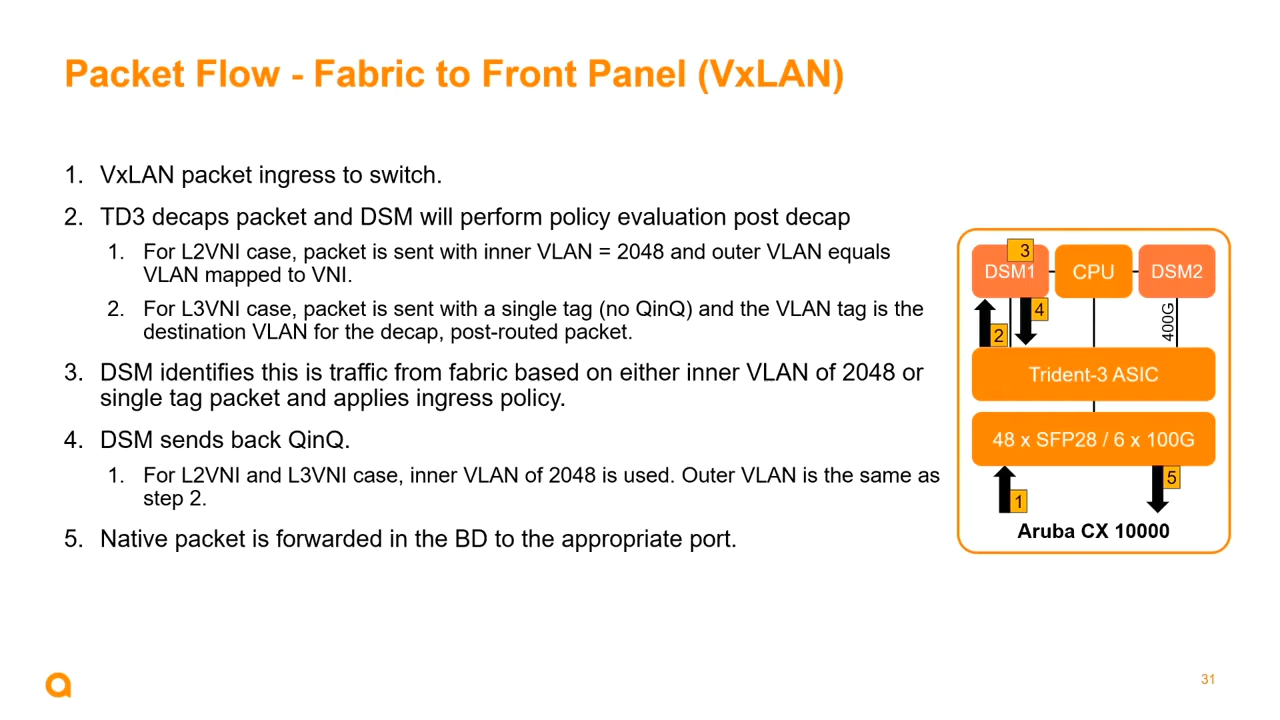 Packet Flow - Fabric to Front Panel (VxLAN)
1. VxLAN packet ingress to switch.
2. TD3 decaps packet and DSM will perform policy evaluation post decap
1. For L2VNI case, packet is sent with inner VLAN = 2048 and outer VLAN equals
VLAN mapped to VNI.
2. For L3VNI case, packet is sent with a single tag (no QinQ) and the VLAN tag is the
destination VLAN for the decap, post-routed packet.
3. DSM identifies this is traffic from fabric based on either inner VLAN of 2048 or
single tag packet and applies ingress policy.
4. DSM sends back QinQ.
1. For L2VNI and L3VNI case, inner VLAN of 2048 is used. Outer VLAN is the same as
step 2.
5. Native packet is forwarded in the BD to the appropriate port.
3
DSM1
CPU
DSM2
2
4
400G
Trident-3 ASIC
48 x SFP28 / 6 x 100G
1
5
Aruba CX 10000
31